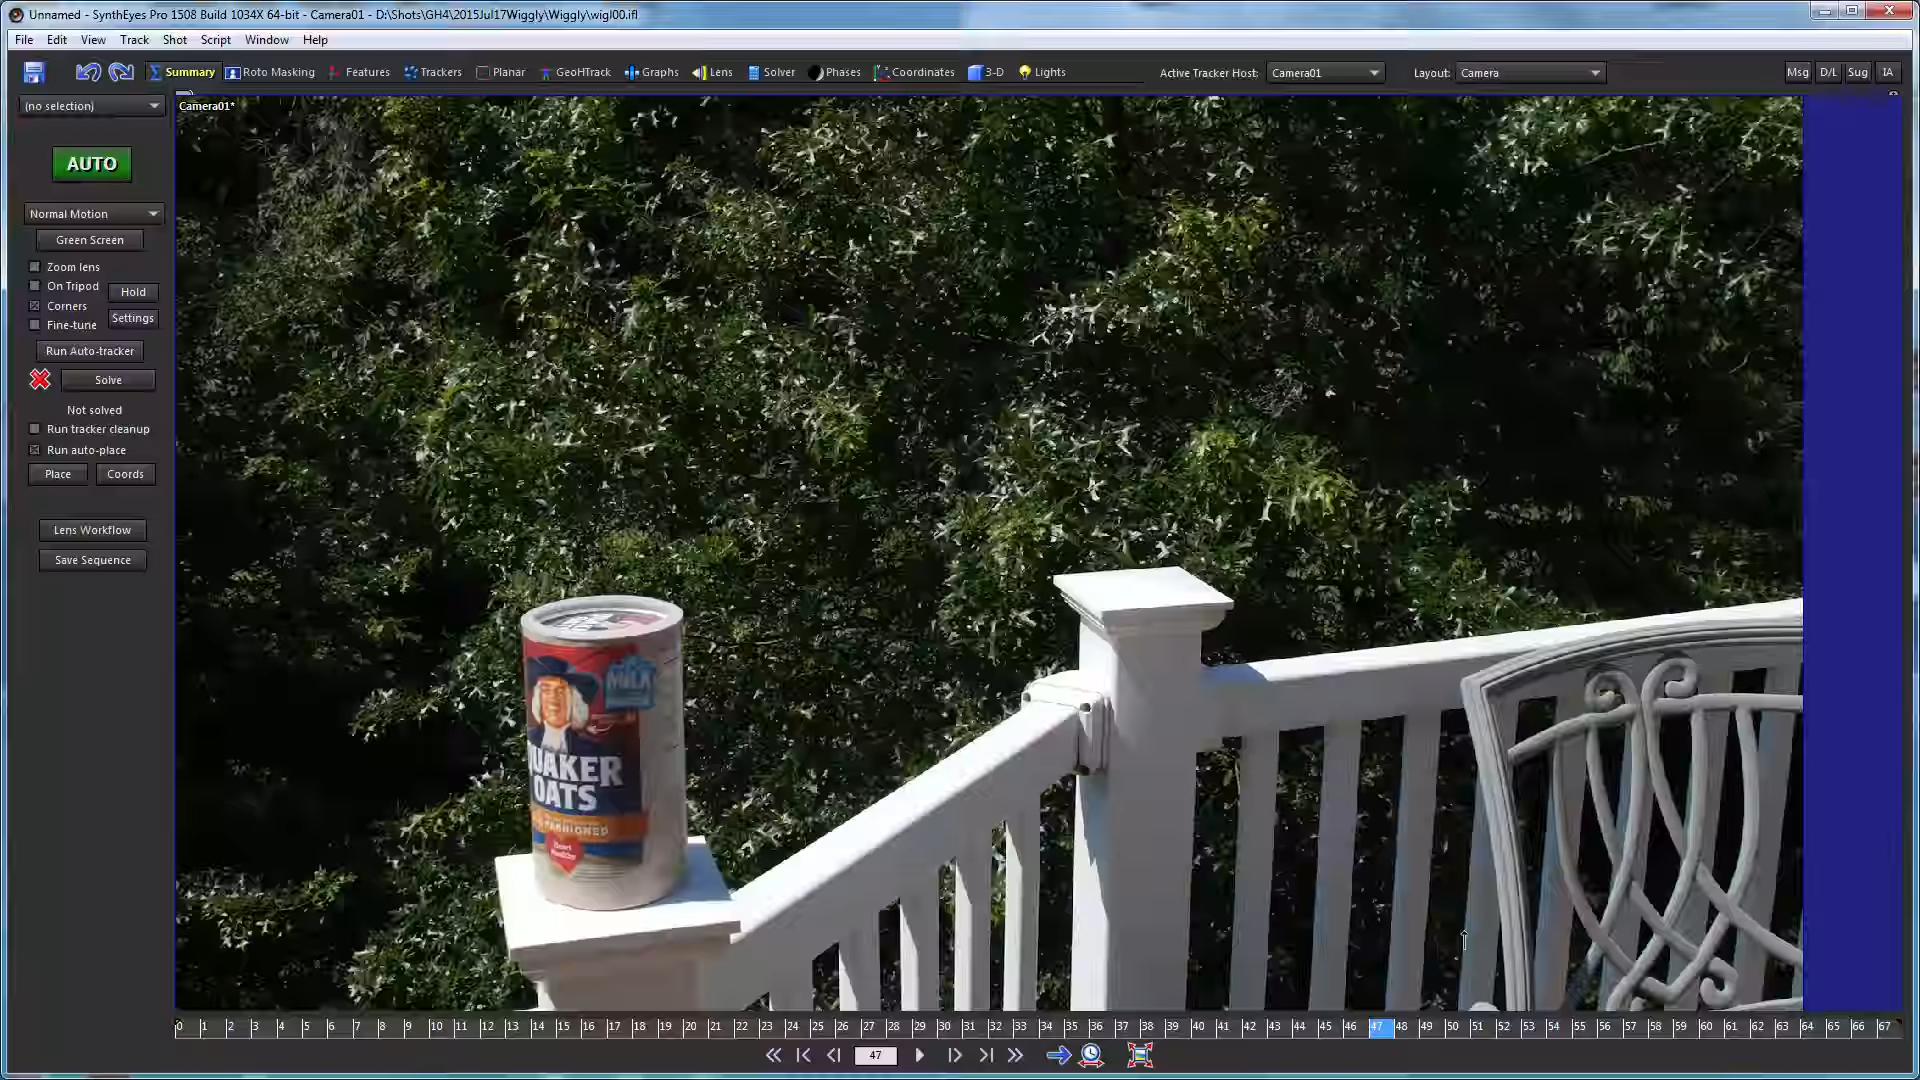 Unnamed - SynthEyes Pro 1508 Build 1034X 64-bit - Camera01 - D:\Shots\GH4\2015Jul17Wiggly\Wiggly\wigl00.ifl
File Edit View Track Shot Script Window Help
Summary Roto Masking Features Trackers Planar GeoHTrack Graphs Lens Solver Phases Coordinates 3-D Lights Active Tracker Host: Camera01 Layout: Camera Msg D/L Sug IA
(no selection)
Camera01*
AUTO
Normal Motion
Green Screen
Zoom lens
On Tripod Hold
Corners
Settings
Fine-tune
Run Auto-tracker
Solve
Not solved
Run tracker cleanup
Run auto-place
Place Coords
Lens Workflow
Save Sequence
MILK
QUAKER
OATS
0 1 2 3 4 5 6 7 8 9 10 11 12 13 14 15 16 17 18 19 20 21 22 23 24 25 26 27 28 29 30 31 32 33 34 35 36 37 38 39 40 41 42 43 44 45 46 47 48 49 50 51 52 53 54 55 56 57 58 59 60 61 62 63 64 65 66 67
47